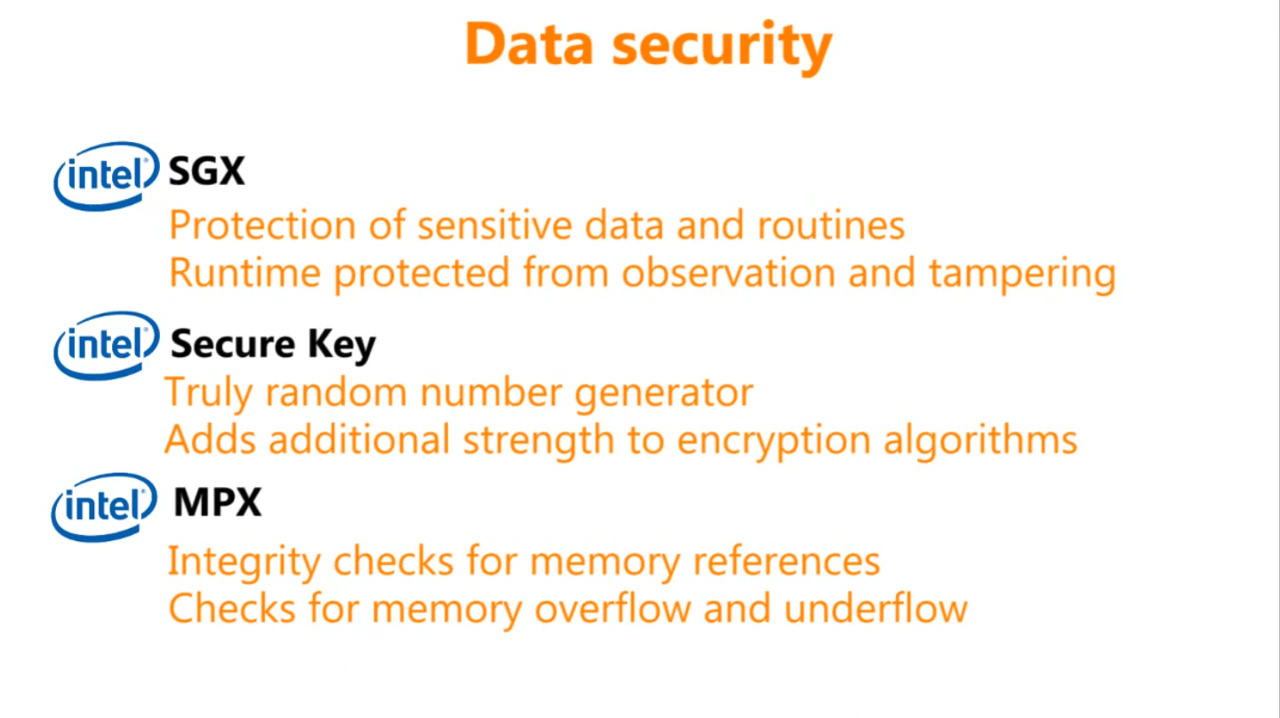 Data security
intel SGX
Protection of sensitive data and routines
Runtime protected from observation and tampering
intel Secure Key
Truly random number generator
Adds additional strength to encryption algorithms
intel MPX
Integrity checks for memory references
Checks for memory overflow and underflow